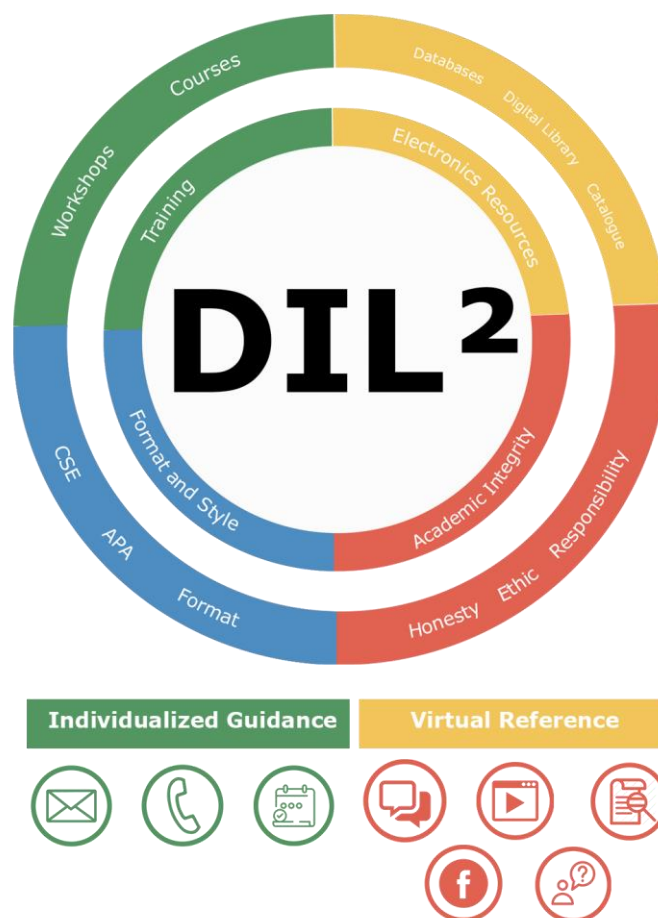 Courses
Workshops
Databases
Digital Library
Catalogue
Training
Electronics Resources
DIL²
Format and Style
Academic Integrity
CSE
APA
Format
Honesty
Ethic
Responsibility
Individualized Guidance
Virtual Reference
f
?